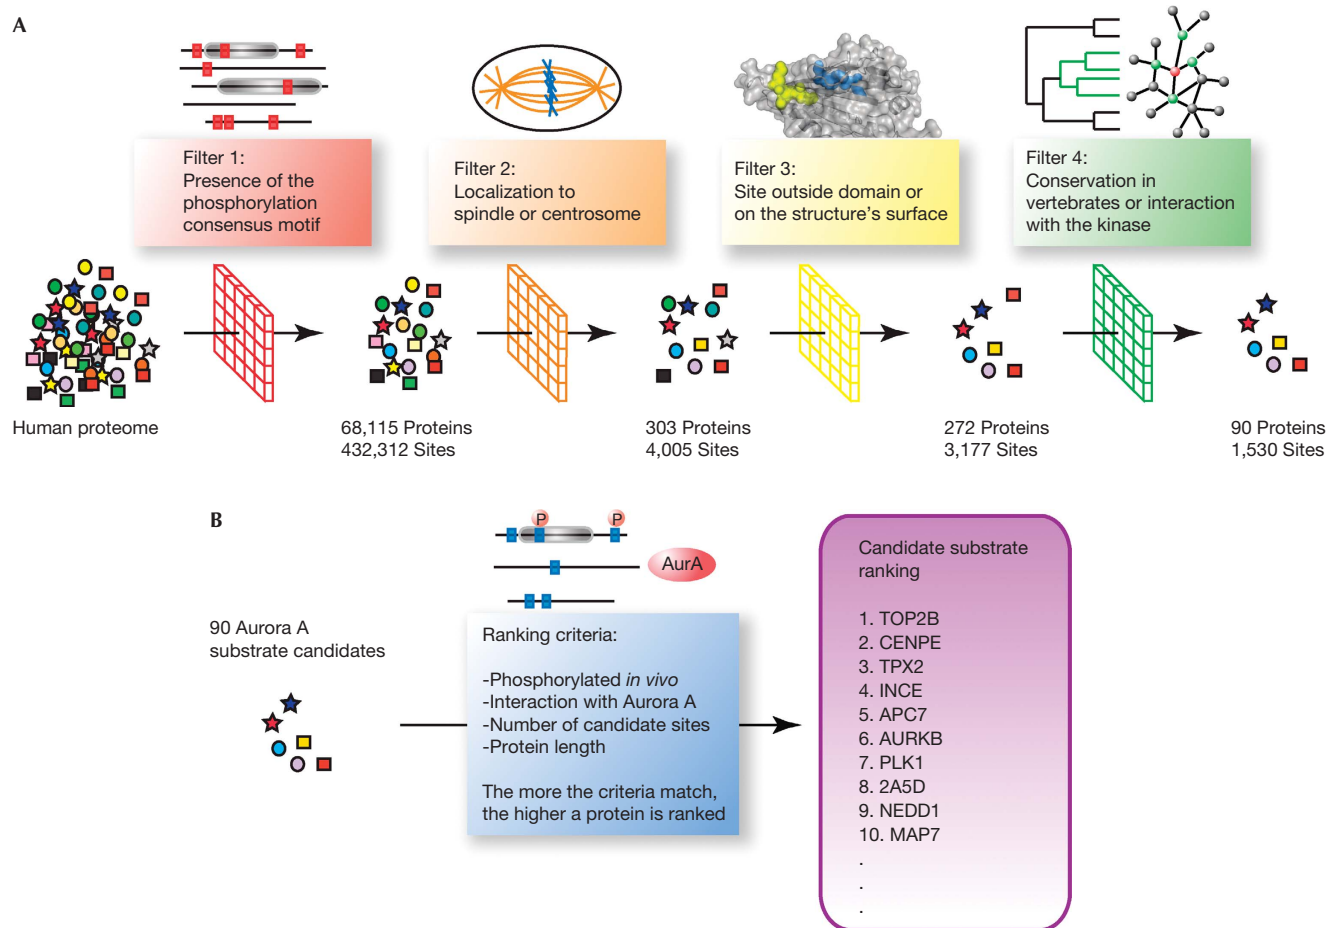 A
Filter 1:
Presence of the
phosphorylation
consensus motif
Filter 2:
Localization to
spindle or centrosome
Filter 3:
Site outside domain or
on the structure's surface
Filter 4:
Conservation in
vertebrates or interaction
with the kinase
Human proteome
68,115 Proteins
432,312 Sites
303 Proteins
4,005 Sites
272 Proteins
3,177 Sites
90 Proteins
1,530 Sites
B
90 Aurora A
substrate candidates
P
P
AurA
Ranking criteria:
-Phosphorylated in vivo
-Interaction with Aurora A
-Number of candidate sites
-Protein length
The more the criteria match,
the higher a protein is ranked
Candidate substrate
ranking
1. TOP2B
2. CENPE
3. TPX2
4. INCE
5. APC7
6. AURKB
7. PLK1
8. 2A5D
9. NEDD1
10. MAP7
.
.
.